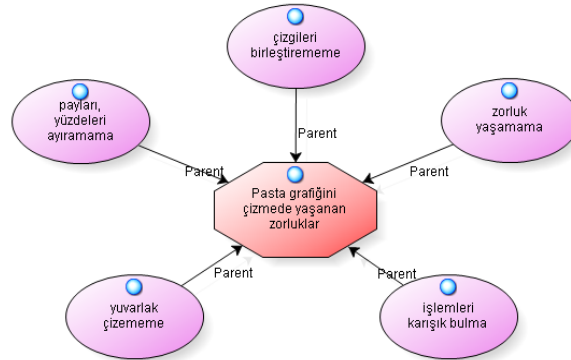 çizgileri
birleştirememe
payları,
yüzdeleri
ayıramama
zorluk
yaşamama
Parent
Parent
Parent
Pasta grafiğini
çizmede yaşanan
zorluklar
Parent
Parent
yuvarlak
çizememe
işlemleri
karışık bulma